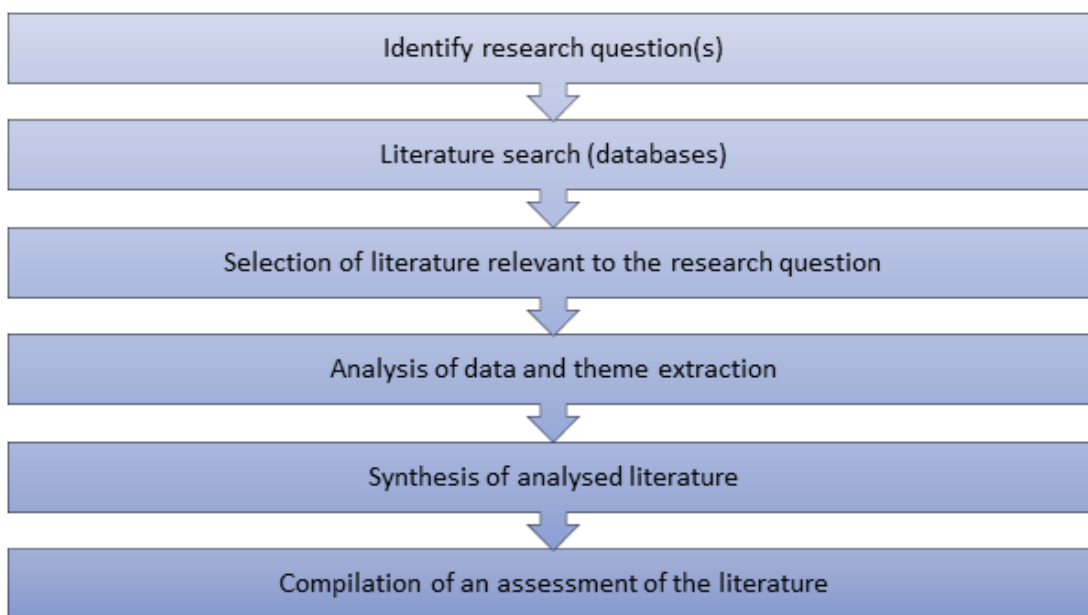 Identify research question(s)
Literature search (databases)
Selection of literature relevant to the research question
Analysis of data and theme extraction
Synthesis of analysed literature
Compilation of an assessment of the literature